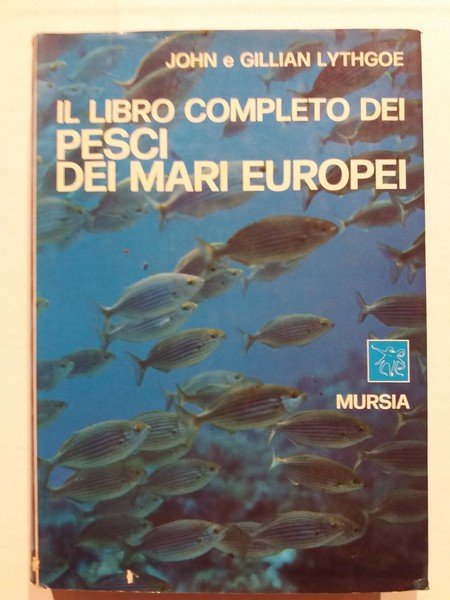 JOHN e GILLIAN LYTHGOE
IL LIBRO COMPLETO DEI
PESCI
DEI MARI EUROPEI
MURSIA